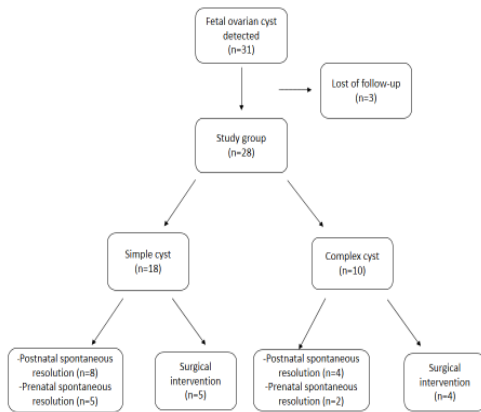 Fetal ovarian cyst
detected
(n=31)
Lost of follow-up
(n=3)
Study group
(n=28)
Simple cyst
(n=18)
Complex cyst
(n=10)
-Postnatal spontaneous
resolution (n=8)
-Prenatal spontaneous
resolution (n=5)
Surgical
intervention
(n=5)
-Postnatal spontaneous
resolution (n=4)
-Prenatal spontaneous
resolution (n=2)
Surgical
intervention
(n=4)